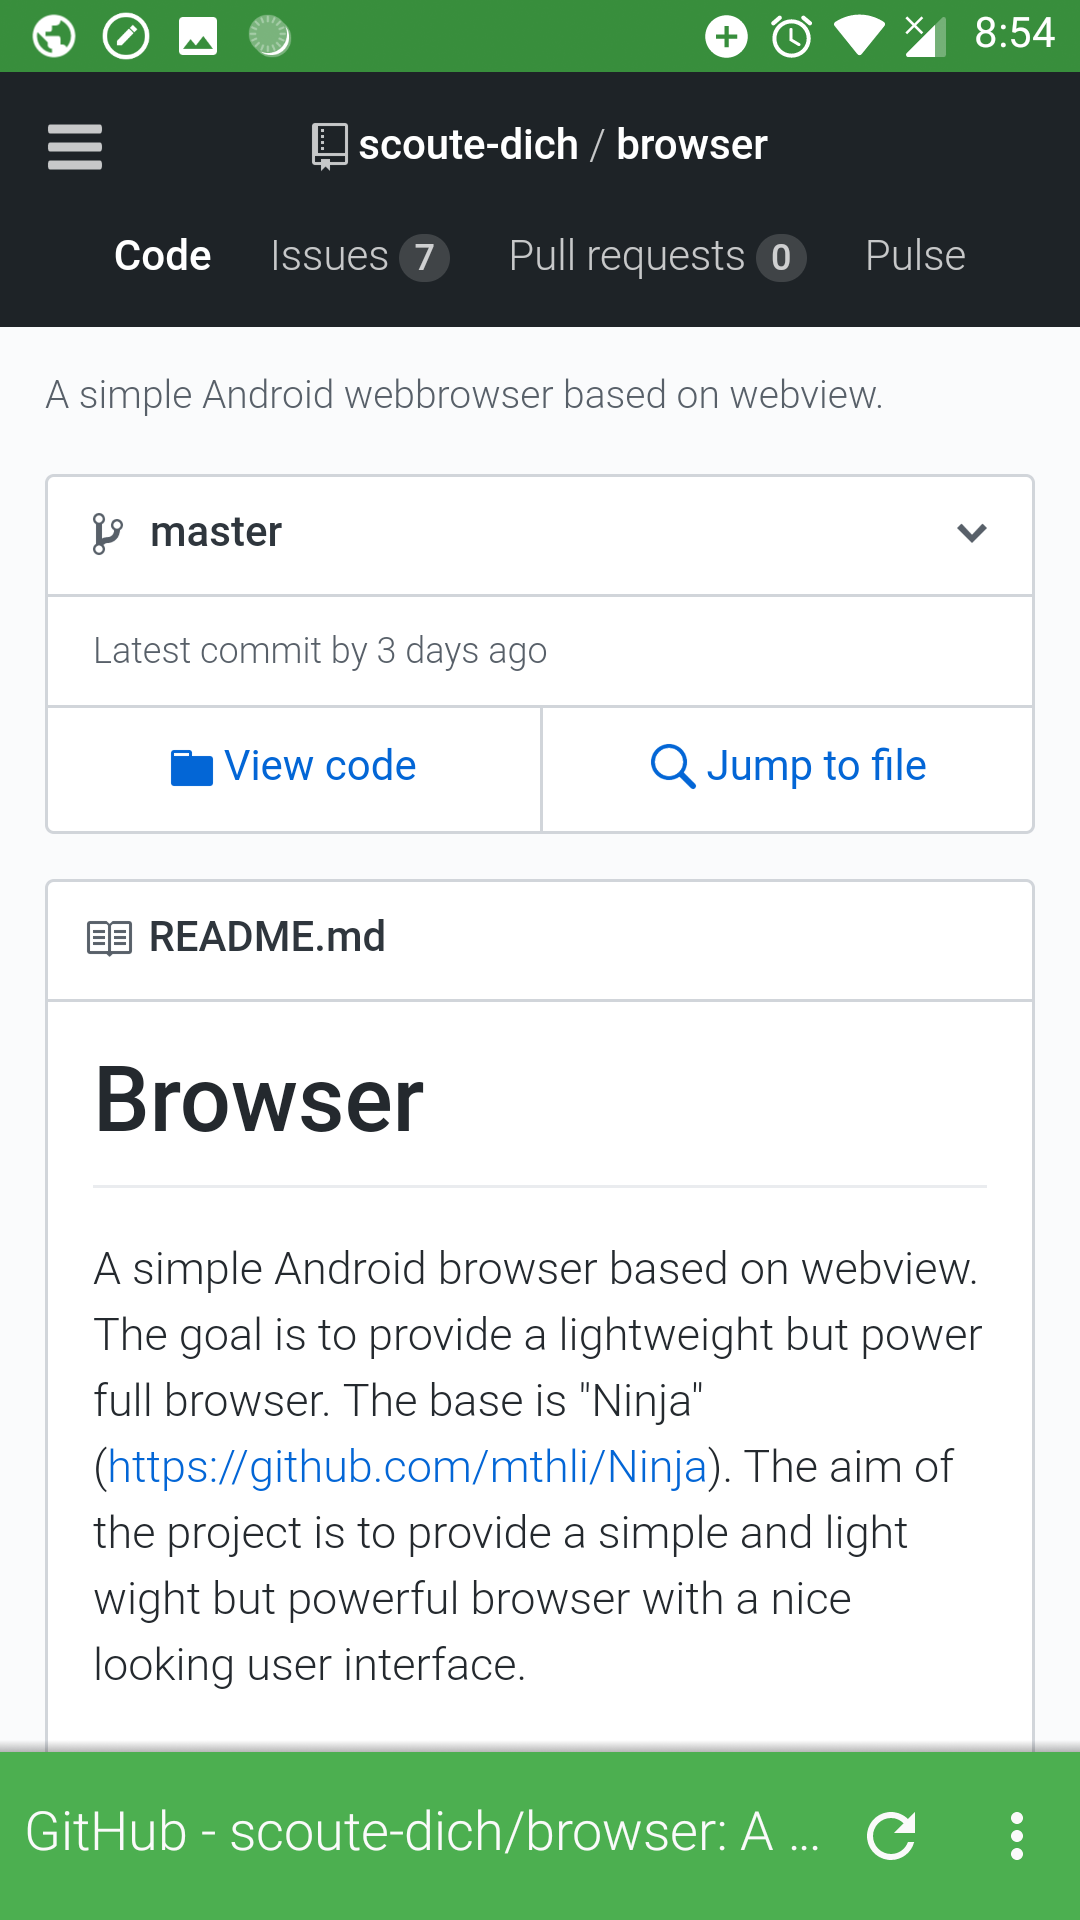 8:54
scoute-dich / browser
Code Issues 7 Pull requests 0 Pulse
A simple Android webbrowser based on webview.
master
Latest commit by 3 days ago
View code Jump to file
README.md
Browser
A simple Android browser based on webview.
The goal is to provide a lightweight but power
full browser. The base is "Ninja"
(https://github.com/mthli/Ninja). The aim of
the project is to provide a simple and light
wight but powerful browser with a nice
looking user interface.
GitHub - scoute-dich/browser: A ...